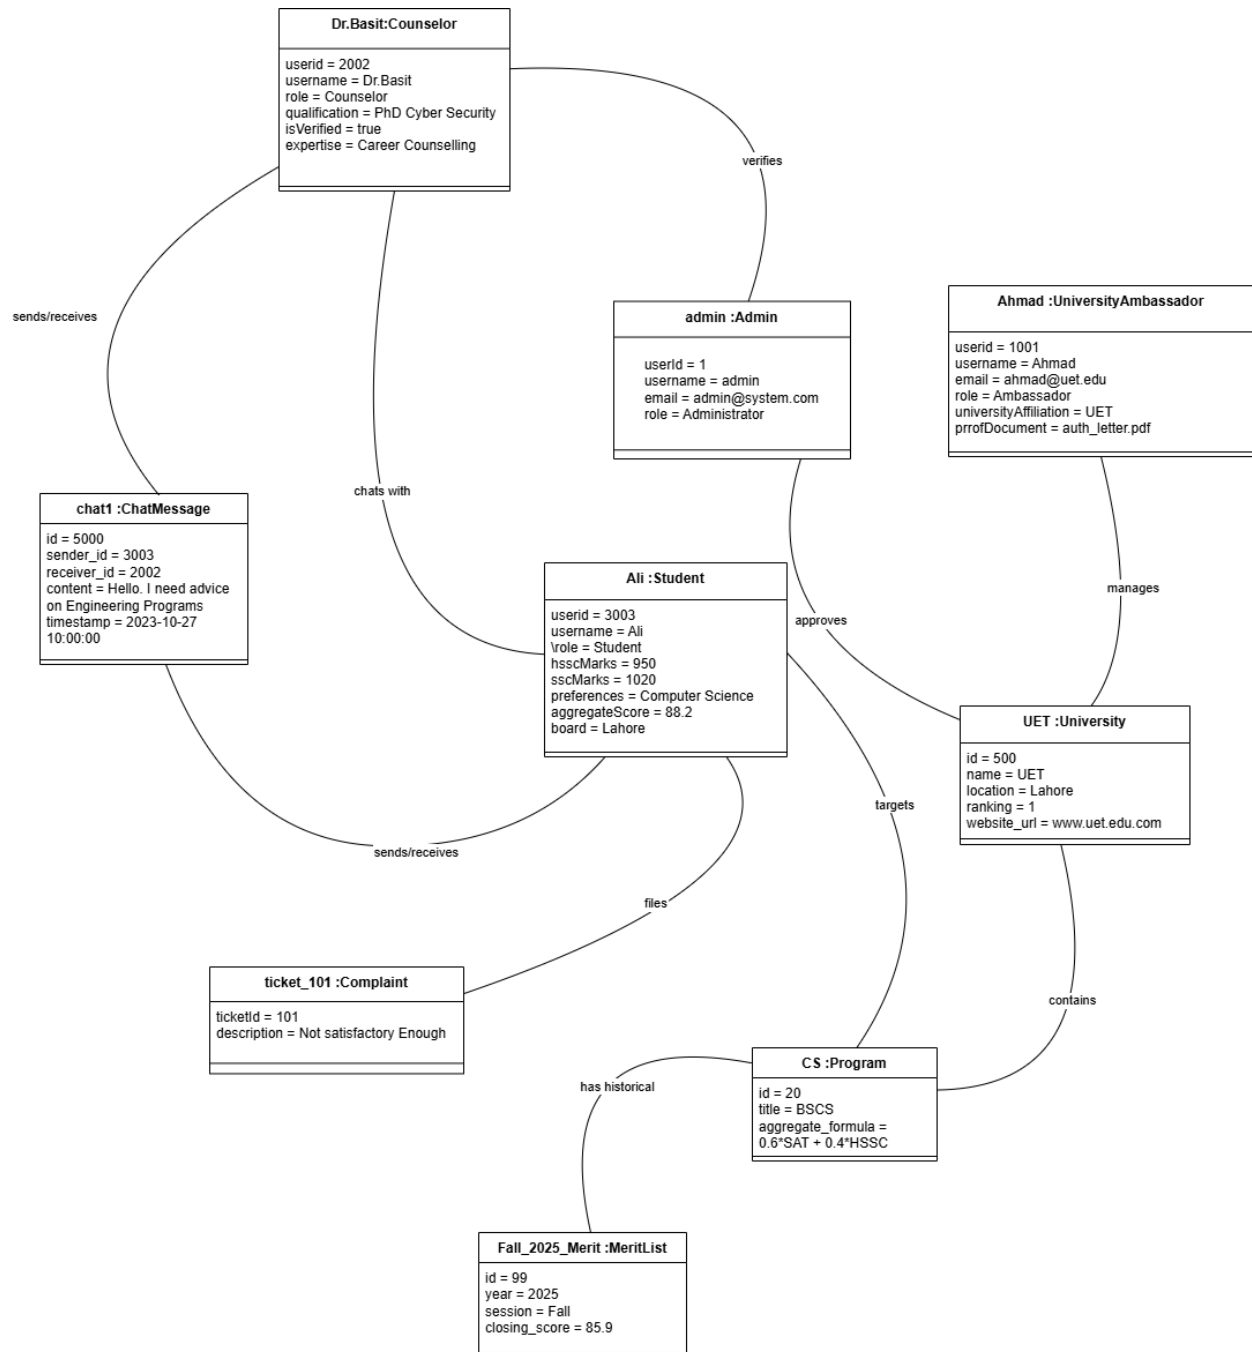 Dr.Basit:Counselor
userid = 2002
username = Dr.Basit
role = Counselor
qualification = PhD Cyber Security
isVerified = true
expertise = Career Counselling
verifies
sends/receives
admin :Admin
userId = 1
username = admin
email = admin@system.com
role = Administrator
Ahmad :UniversityAmbassador
userid = 1001
username = Ahmad
email = ahmad@uet.edu
role = Ambassador
universityAffiliation = UET
prrofDocument = auth_letter.pdf
chats with
chat1 :ChatMessage
id = 5000
sender_id = 3003
receiver_id = 2002
content = Hello. I need advice
on Engineering Programs
timestamp = 2023-10-27
10:00:00
Ali :Student
userid = 3003
username = Ali
\role = Student
hsscMarks = 950
sscMarks = 1020
preferences = Computer Science
aggregateScore = 88.2
board = Lahore
approves
manages
UET :University
id = 500
name = UET
location = Lahore
ranking = 1
website_url = www.uet.edu.com
targets
sends/receives
files
ticket_101 :Complaint
ticketId = 101
description = Not satisfactory Enough
contains
CS :Program
id = 20
title = BSCS
aggregate_formula =
0.6*SAT + 0.4*HSSC
has historical
Fall_2025_Merit :MeritList
id = 99
year = 2025
session = Fall
closing_score = 85.9